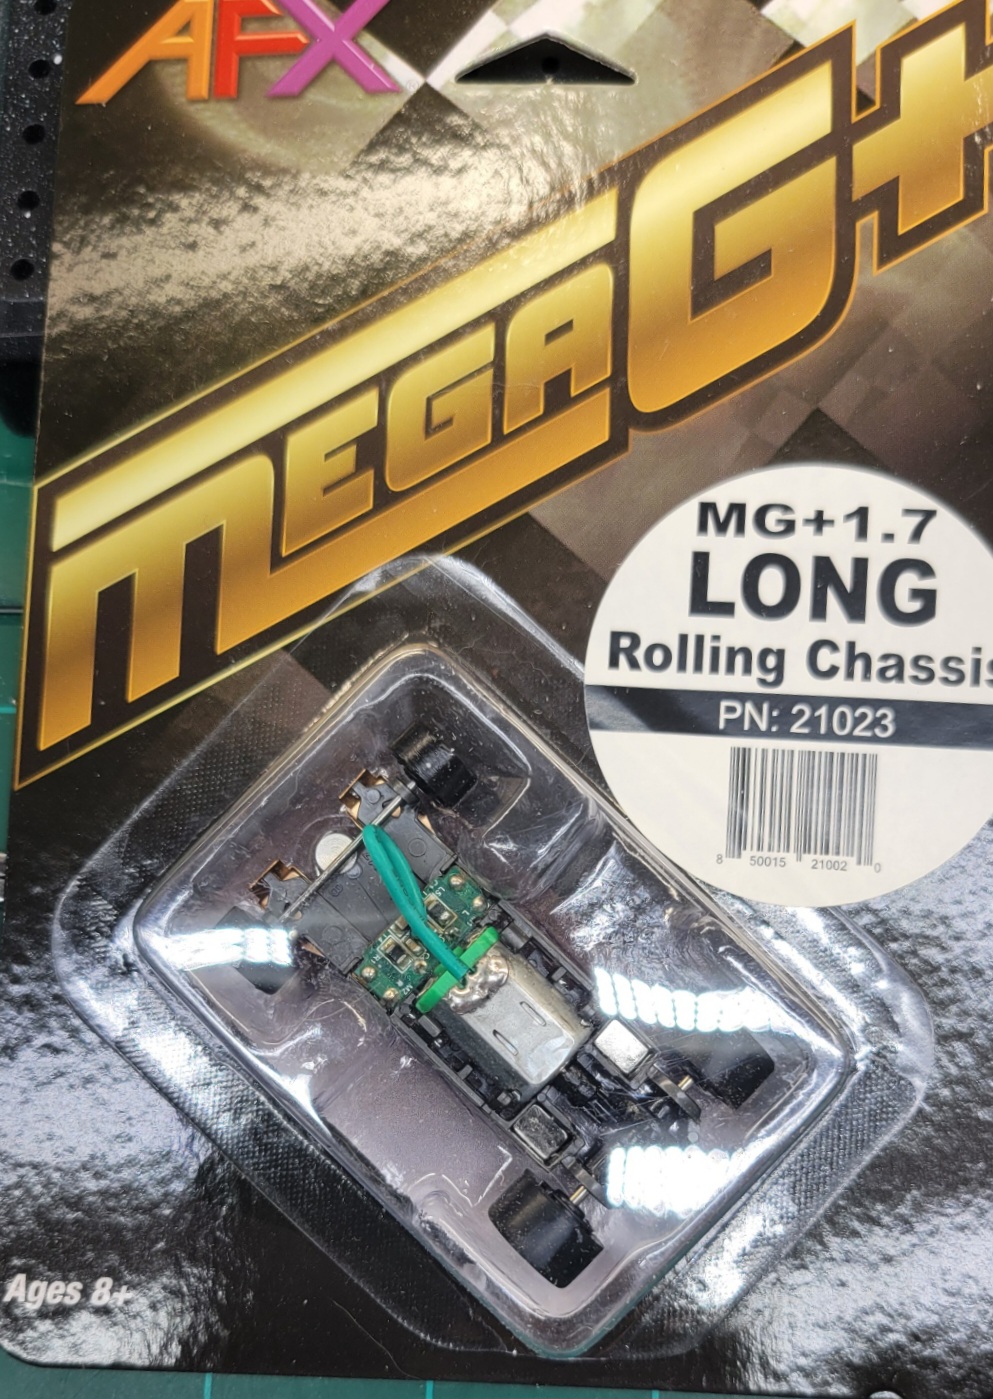 AFX
MEGA G+
MG+1.7
LONG
Rolling Chassis
PN: 21023
8 50015 21002 0
Ages 8+